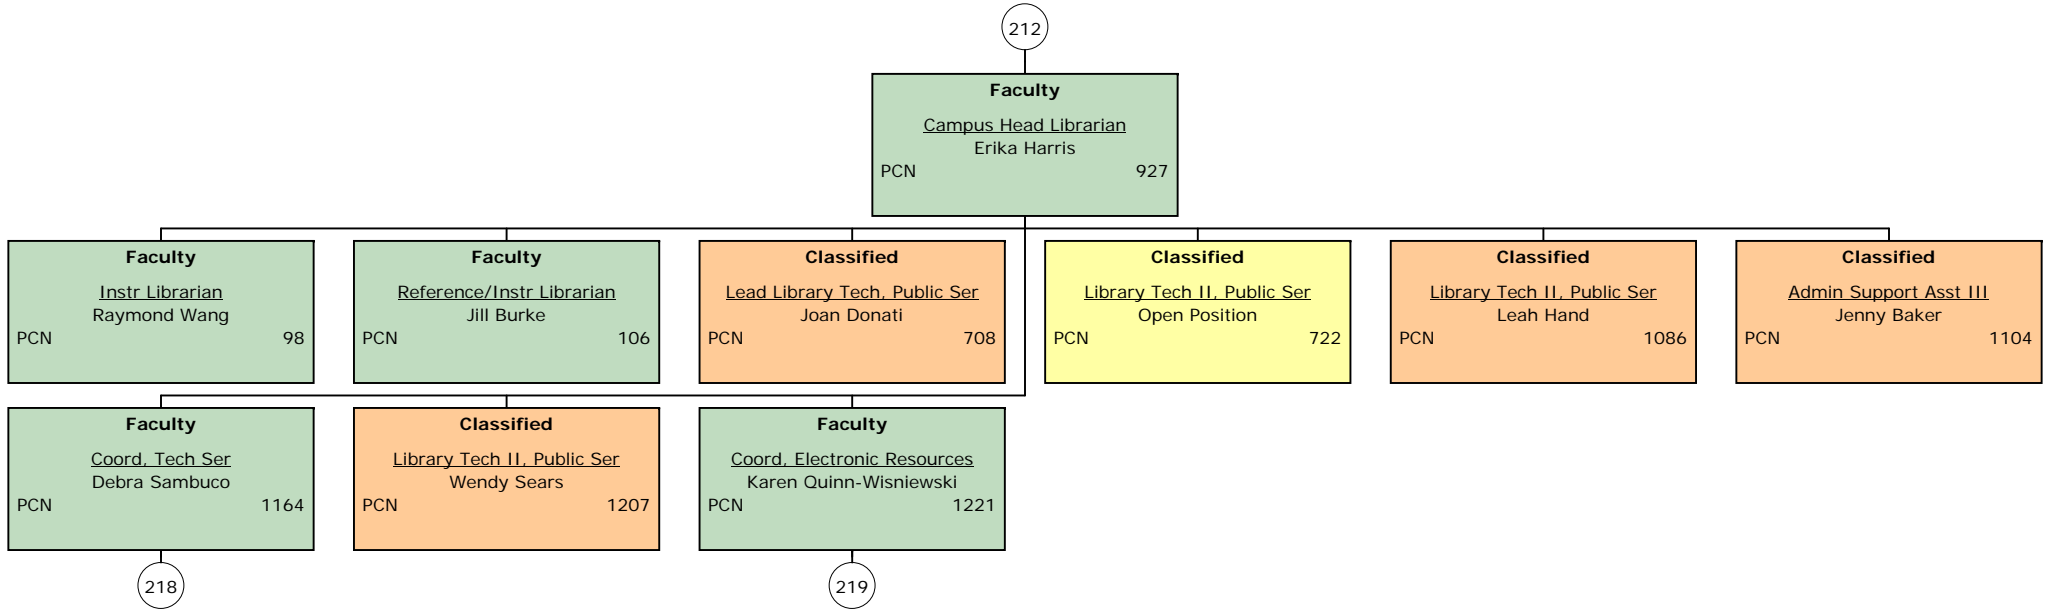 212
Faculty
Campus Head Librarian
Erika Harris
PCN 927
Faculty
Instr Librarian
Raymond Wang
PCN 98
Faculty
Reference/Instr Librarian
Jill Burke
PCN 106
Classified
Lead Library Tech, Public Ser
Joan Donati
PCN 708
Classified
Library Tech II, Public Ser
Open Position
PCN 722
Classified
Library Tech II, Public Ser
Leah Hand
PCN 1086
Classified
Admin Support Asst III
Jenny Baker
PCN 1104
Faculty
Coord, Tech Ser
Debra Sambuco
PCN 1164
Classified
Library Tech II, Public Ser
Wendy Sears
PCN 1207
Faculty
Coord, Electronic Resources
Karen Quinn-Wisniewski
PCN 1221
218
219